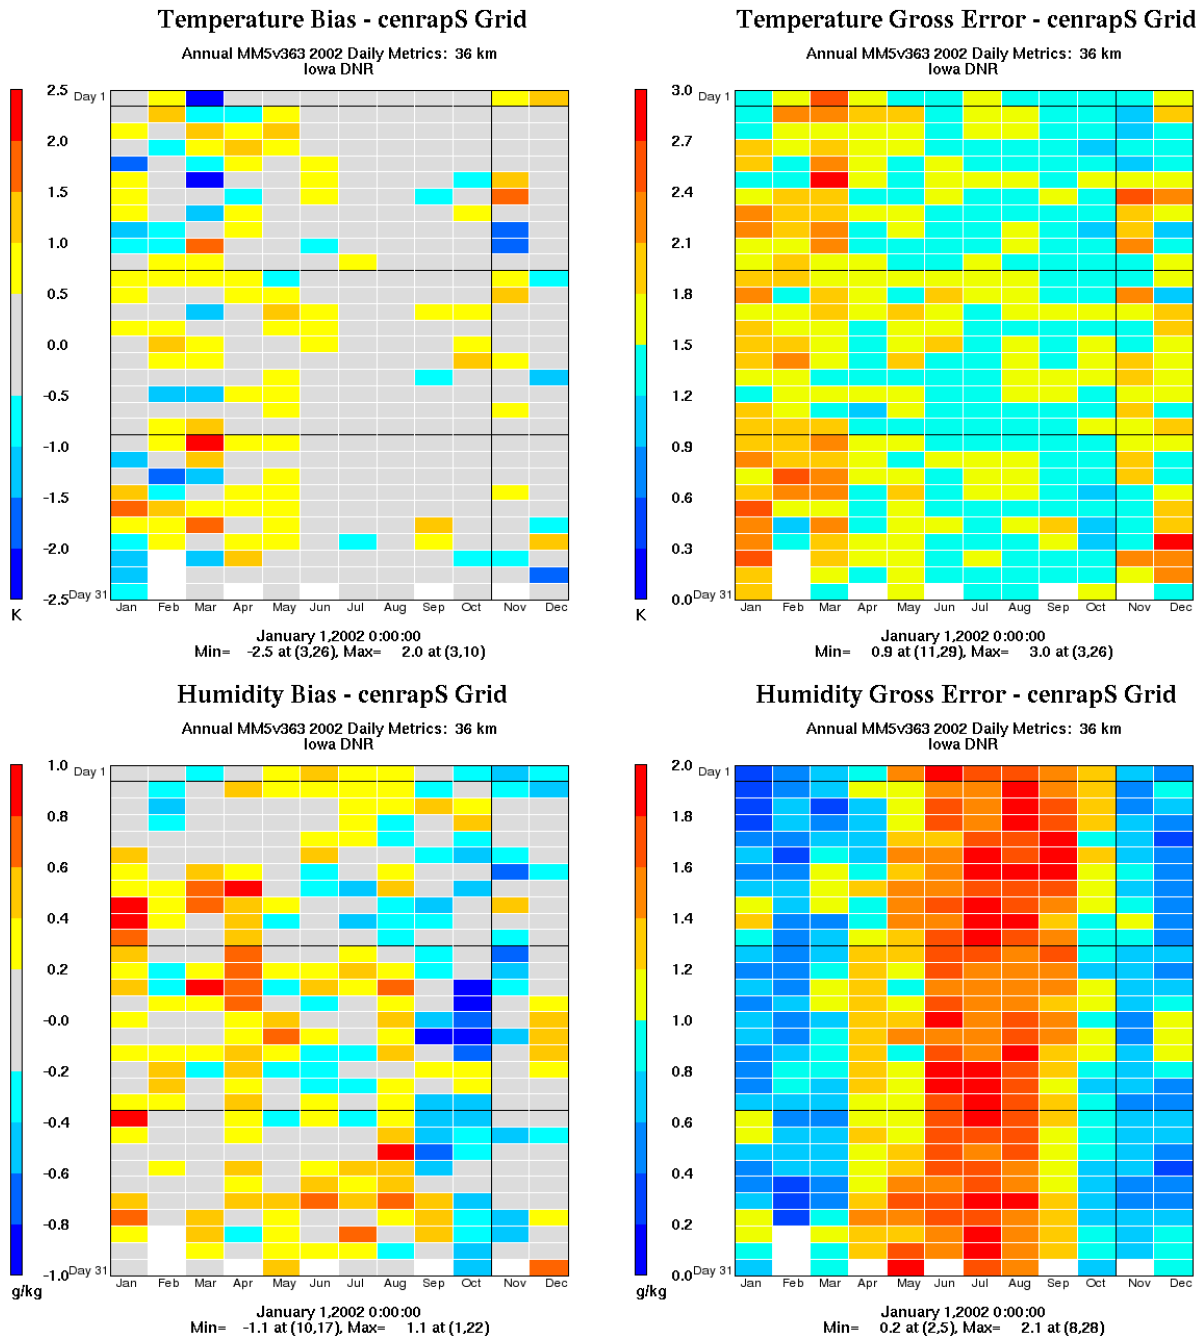 Temperature Bias - cenrapS Grid
Annual MM5v363 2002 Daily Metrics: 36 km
Iowa DNR
2.5
2.0
1.5
1.0
0.5
0.0
-0.5
-1.0
-1.5
-2.0
-2.5
K
Day 1
Day 31
Jan Feb Mar Apr May Jun Jul Aug Sep Oct Nov Dec
January 1,2002 0:00:00
Min= -2.5 at (3,26), Max= 2.0 at (3,10)
Temperature Gross Error - cenrapS Grid
Annual MM5v363 2002 Daily Metrics: 36 km
Iowa DNR
3.0
2.7
2.4
2.1
1.8
1.5
1.2
0.9
0.6
0.3
0.0
K
Day 1
Day 31
Jan Feb Mar Apr May Jun Jul Aug Sep Oct Nov Dec
January 1,2002 0:00:00
Min= 0.9 at (11,29), Max= 3.0 at (3,26)
Humidity Bias - cenrapS Grid
Annual MM5v363 2002 Daily Metrics: 36 km
Iowa DNR
1.0
0.8
0.6
0.4
0.2
-0.0
-0.2
-0.4
-0.6
-0.8
-1.0
g/kg
Day 1
Day 31
Jan Feb Mar Apr May Jun Jul Aug Sep Oct Nov Dec
January 1,2002 0:00:00
Min= -1.1 at (10,17), Max= 1.1 at (1,22)
Humidity Gross Error - cenrapS Grid
Annual MM5v363 2002 Daily Metrics: 36 km
Iowa DNR
2.0
1.8
1.6
1.4
1.2
1.0
0.8
0.6
0.4
0.2
0.0
g/kg
Day 1
Day 31
Jan Feb Mar Apr May Jun Jul Aug Sep Oct Nov Dec
January 1,2002 0:00:00
Min= 0.2 at (2,5), Max= 2.1 at (8,28)